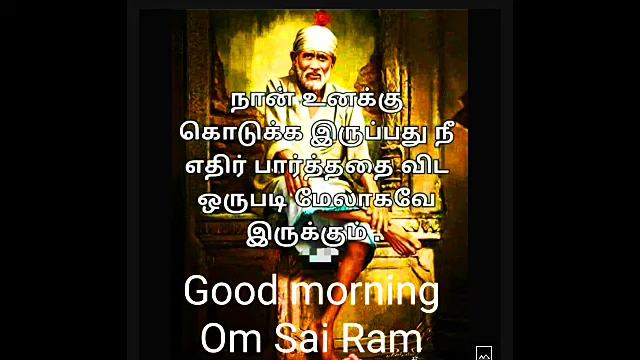 நான் உனக்கு
கொடுக்க இருப்பது நீ
எதிர் பார்த்ததை விட
ஒருபடி மேலாகவே
இருக்கும் .
Good morning
Om Sai Ram